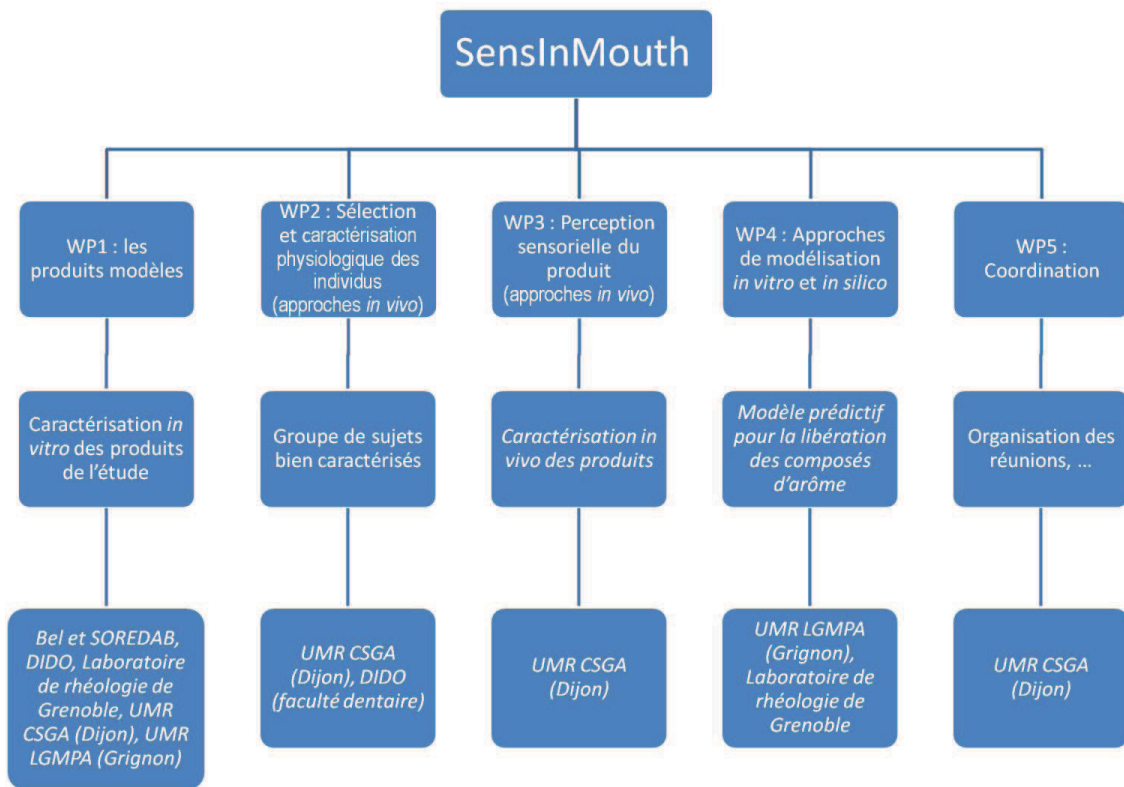 SensInMouth
WP1 : les
produits modèles
WP2 : Sélection
et caractérisation
physiologique des
individus
(approches in vivo)
WP3 : Perception
sensorielle du
produit
(approches in vivo)
WP4 : Approches
de modélisation
in vitro et in silico
WP5 :
Coordination
Caractérisation in
vitro des produits
de l'étude
Groupe de sujets
bien caractérisés
Caractérisation in
vivo des produits
Modèle prédictif
pour la libération
des composés
d'arôme
Organisation des
réunions, ...
Bel et SOREDAB,
DIDO, Laboratoire
de rhéologie de
Grenoble, UMR
CSGA (Dijon), UMR
LGMPA (Grignon)
UMR CSGA
(Dijon), DIDO
(faculté dentaire)
UMR CSGA
(Dijon)
UMR LGMPA
(Grignon),
Laboratoire de
rhéologie de
Grenoble
UMR CSGA
(Dijon)